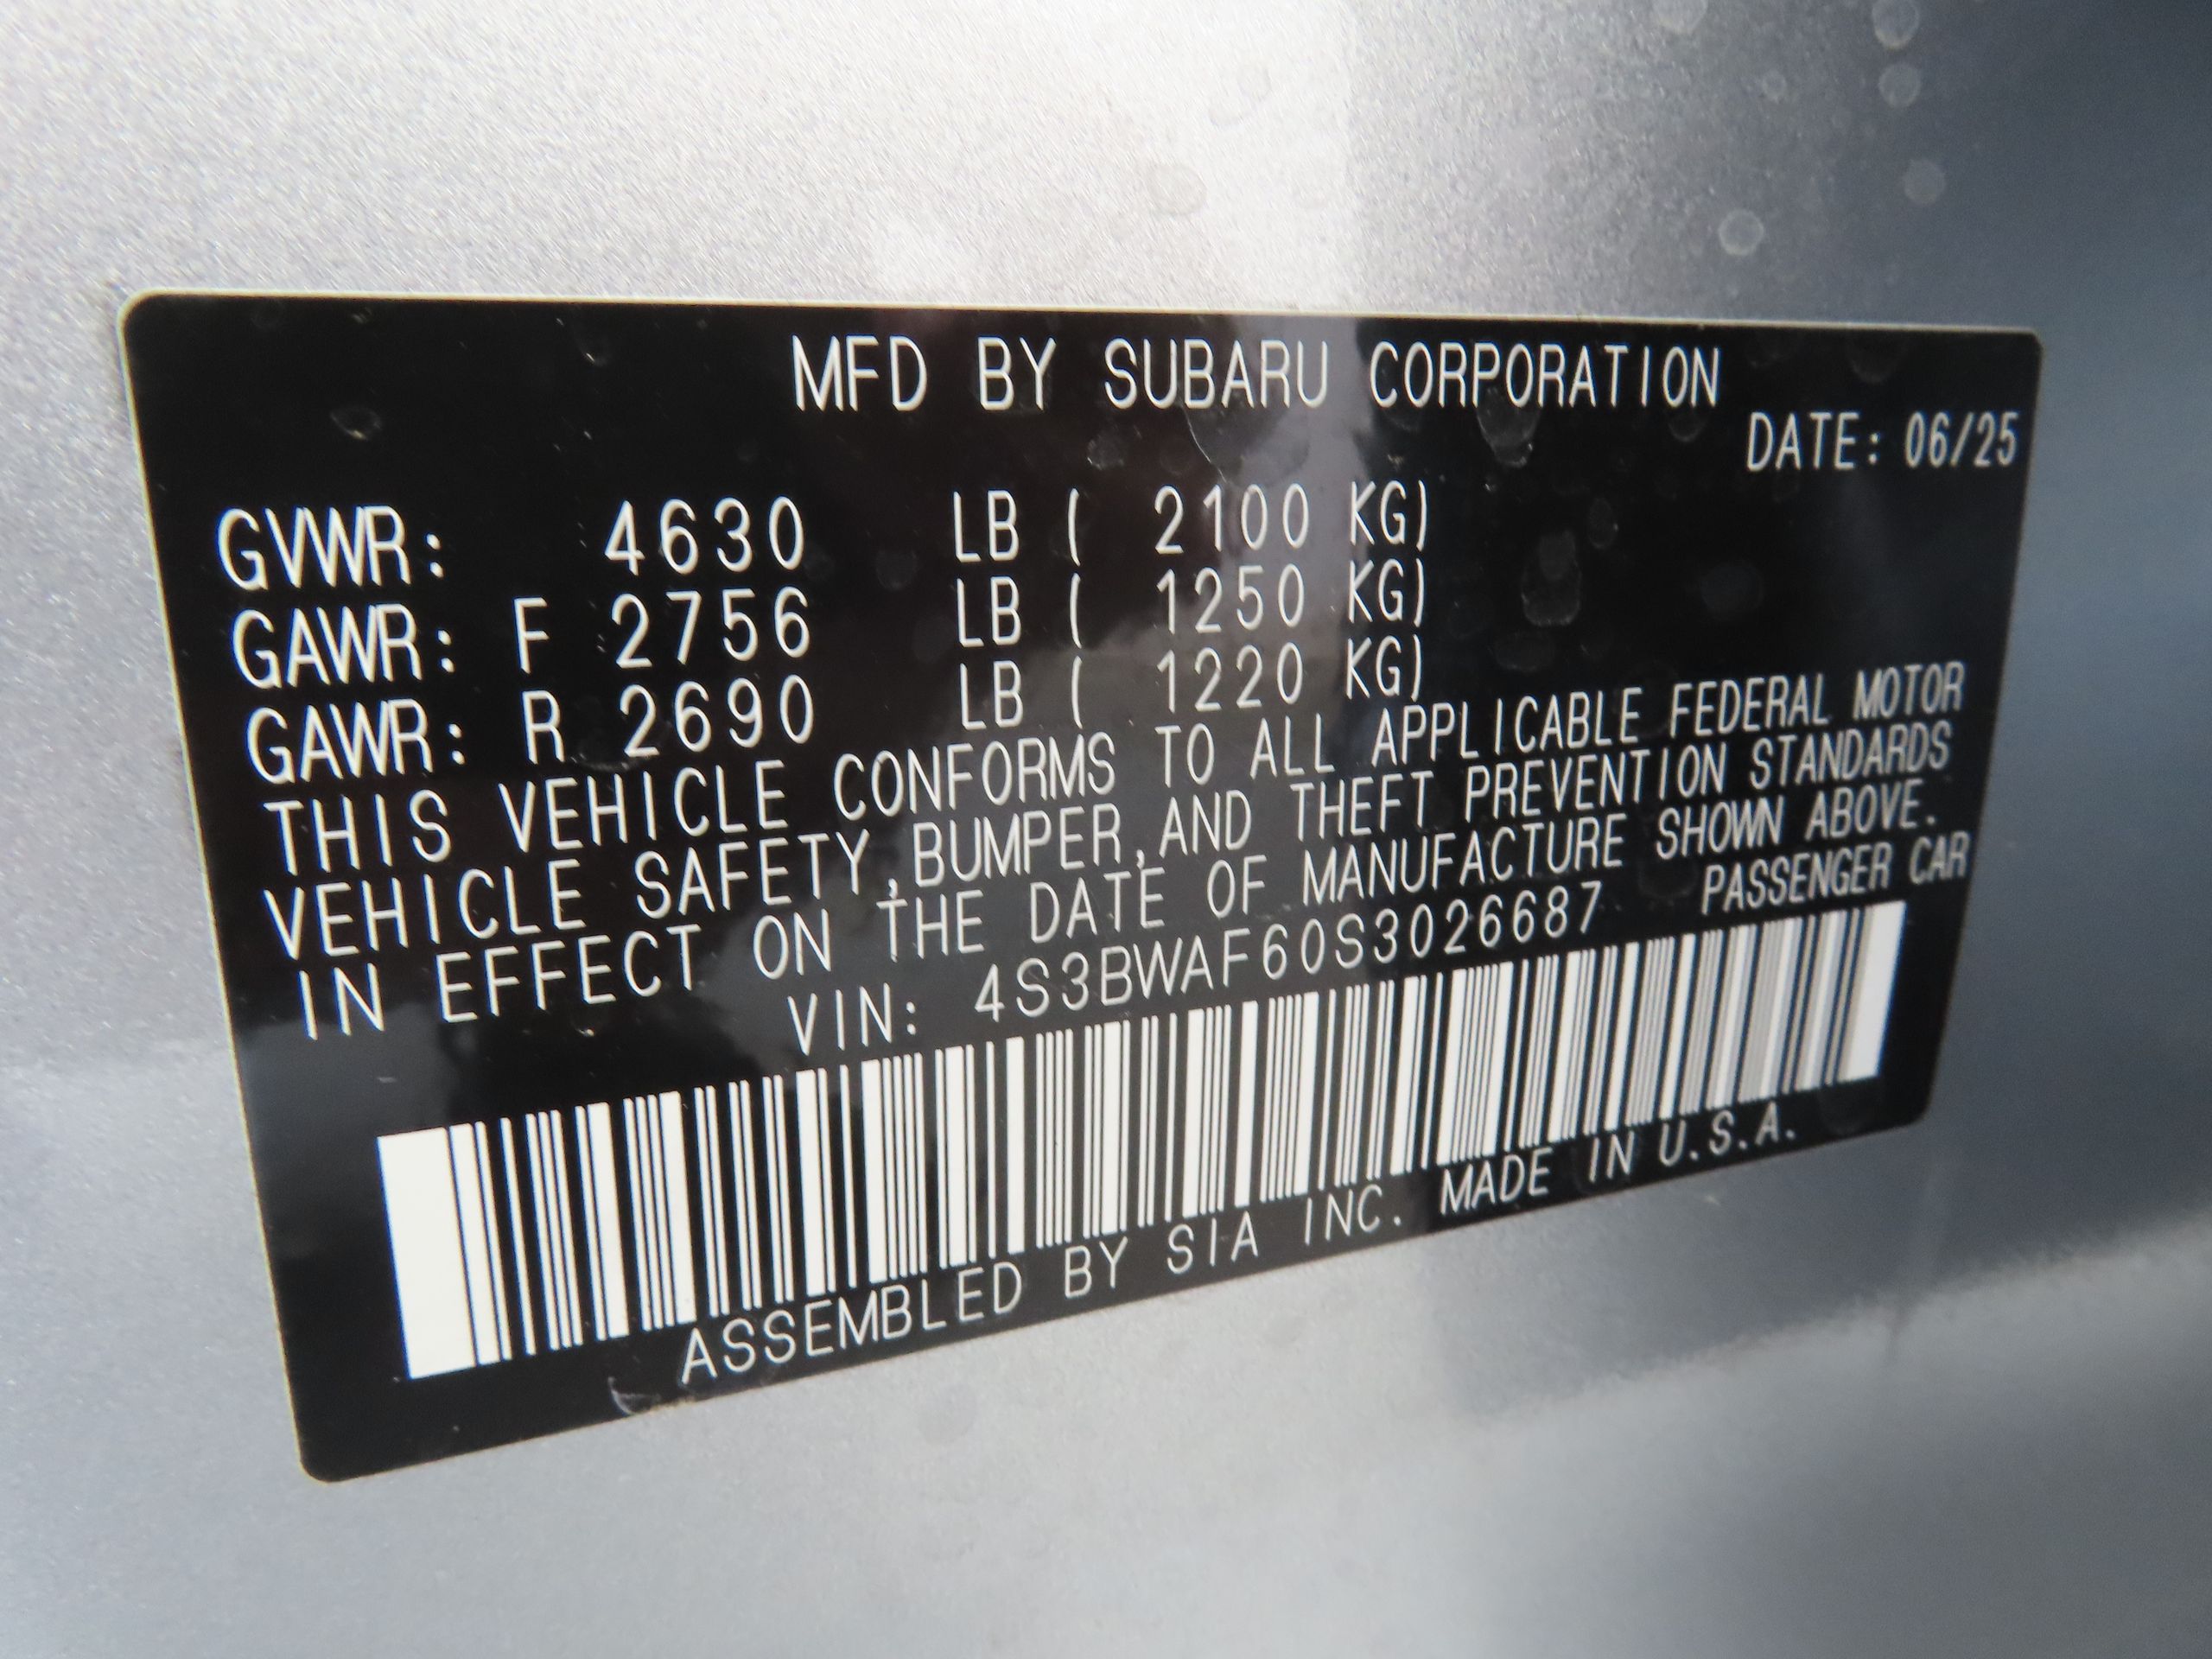 MFD BY SUBARU CORPORATION
DATE: 06/25
GVWR: 4630 LB ( 2100 KG)
GAWR: F 2756 LB ( 1250 KG)
GAWR: R 2690 LB ( 1220 KG)
THIS VEHICLE CONFORMS TO ALL APPLICABLE FEDERAL MOTOR
VEHICLE SAFETY,BUMPER,AND THEFT PREVENTION STANDARDS
IN EFFECT ON THE DATE OF MANUFACTURE SHOWN ABOVE.
VIN: 4S3BWAF60S3026687 PASSENGER CAR
ASSEMBLED BY SIA INC. MADE IN U.S.A.